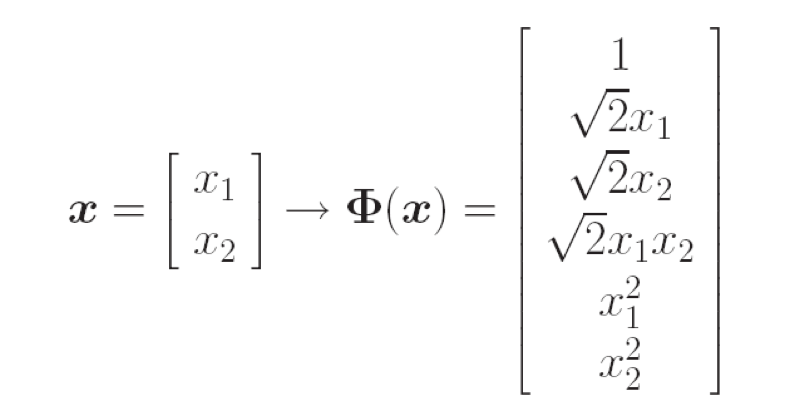 𝒙 = [ x₁ x₂ ] → 𝚽(𝒙) = [ 1
√2x₁
√2x₂
√2x₁x₂
x₁²
x₂² ]